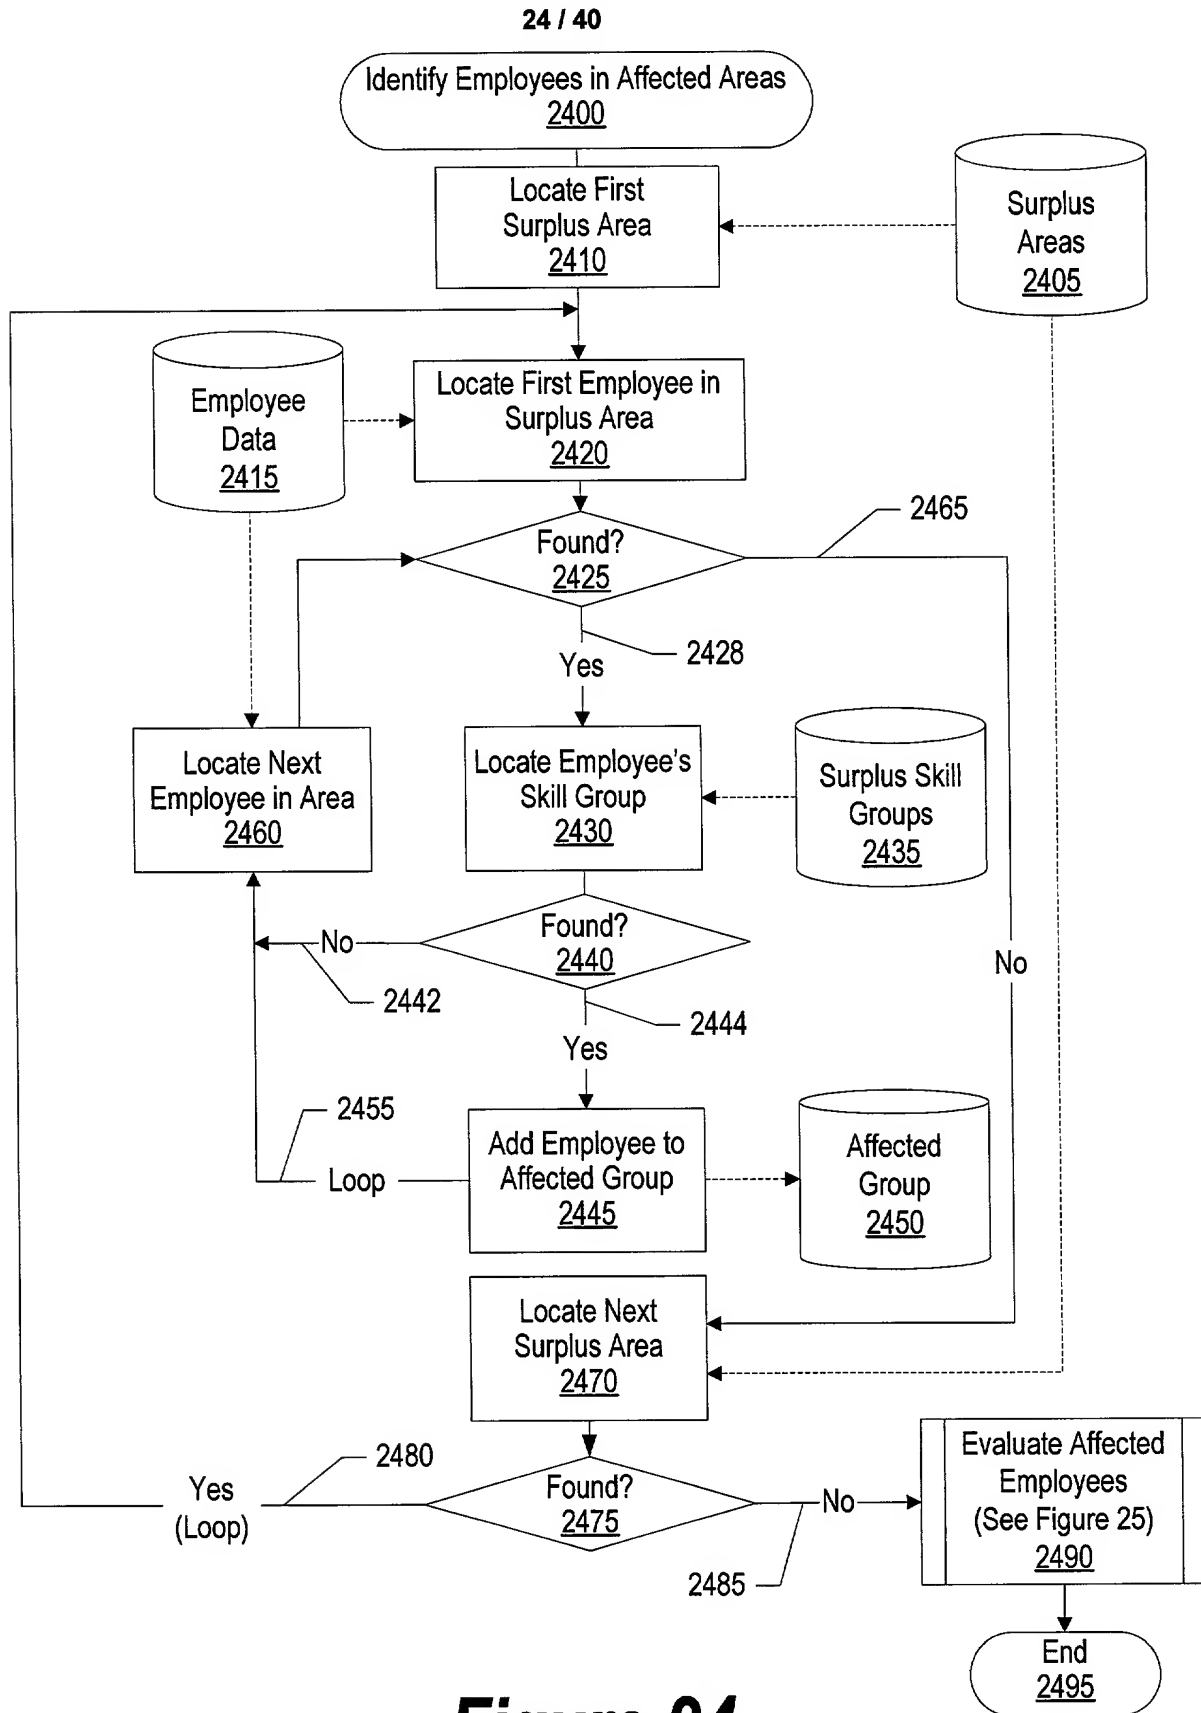 24 / 40
Identify Employees in Affected Areas
2400
Locate First
Surplus Area
2410
Surplus
Areas
2405
Employee
Data
2415
Locate First Employee in
Surplus Area
2420
2465
Found?
2425
2428
Yes
Locate Next
Employee in Area
2460
Locate Employee's
Skill Group
2430
Surplus Skill
Groups
2435
Found?
2440
No
No
2442
2444
Yes
2455
Loop
Add Employee to
Affected Group
2445
Affected
Group
2450
Locate Next
Surplus Area
2470
2480
Yes
(Loop)
Found?
2475
No
2485
Evaluate Affected
Employees
(See Figure 25)
2490
End
2495
Figure 24